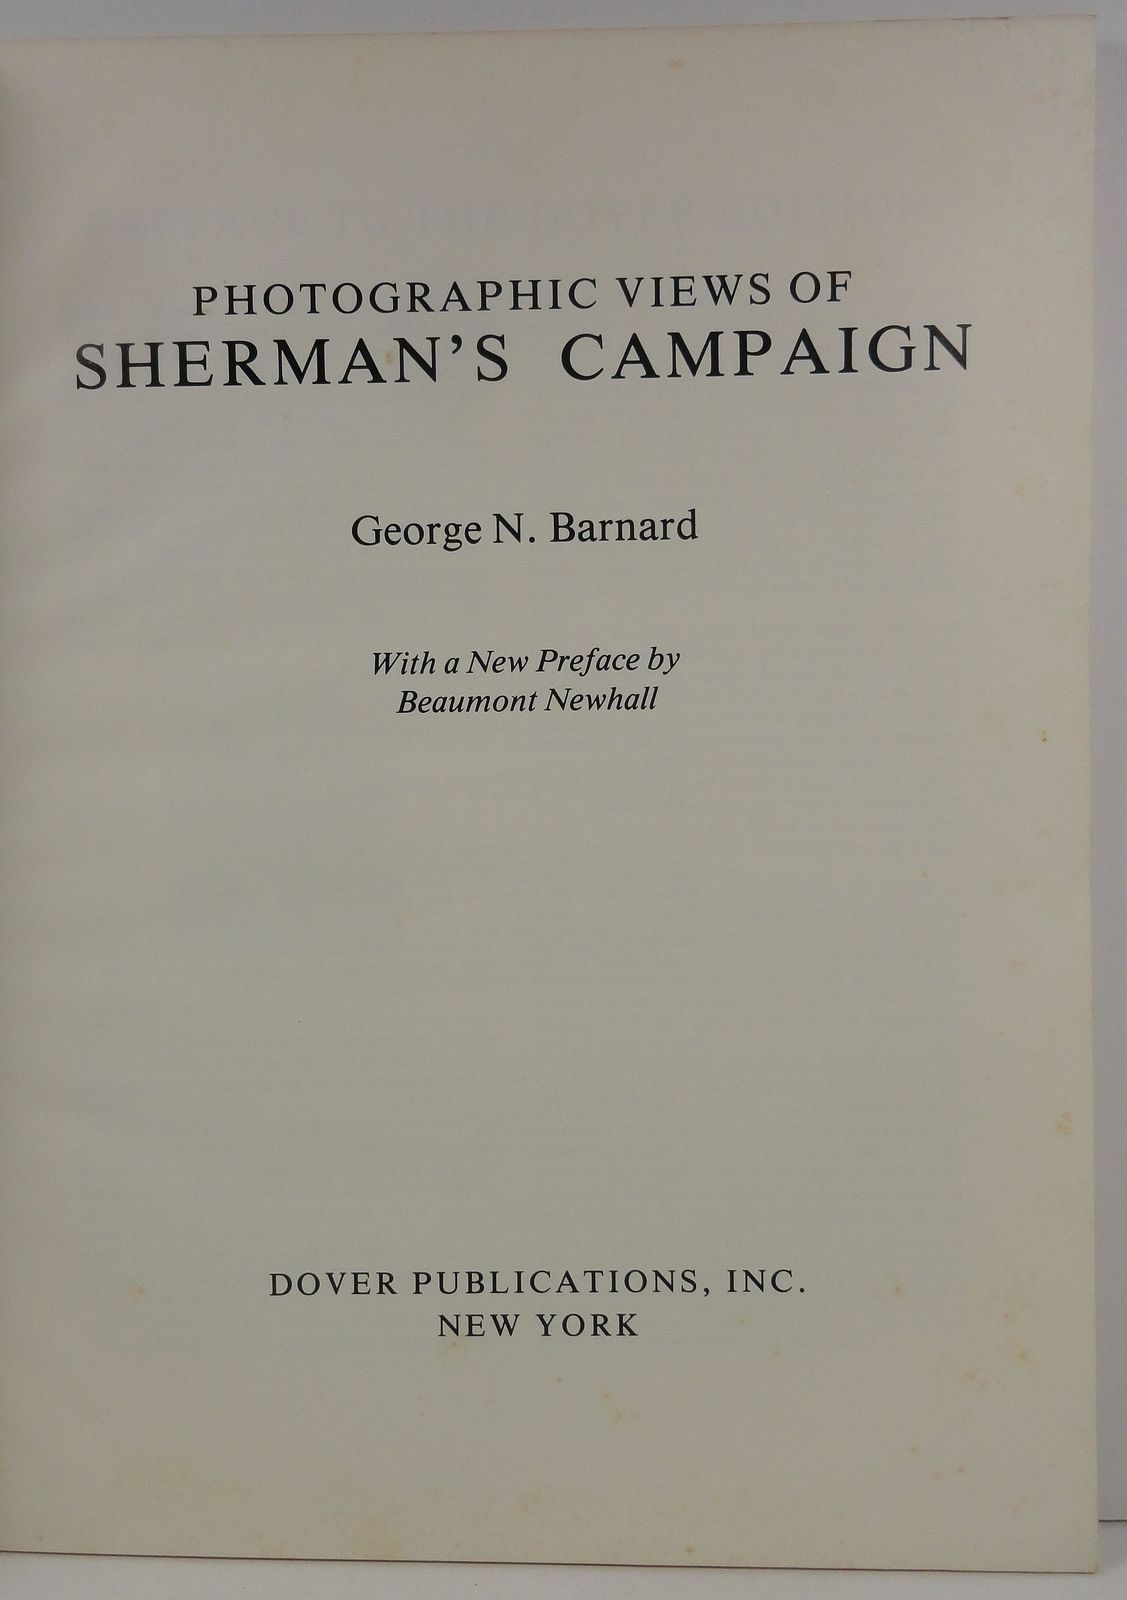 PHOTOGRAPHIC VIEWS OF
SHERMAN'S CAMPAIGN
George N. Barnard
With a New Preface by
Beaumont Newhall
DOVER PUBLICATIONS, INC.
NEW YORK